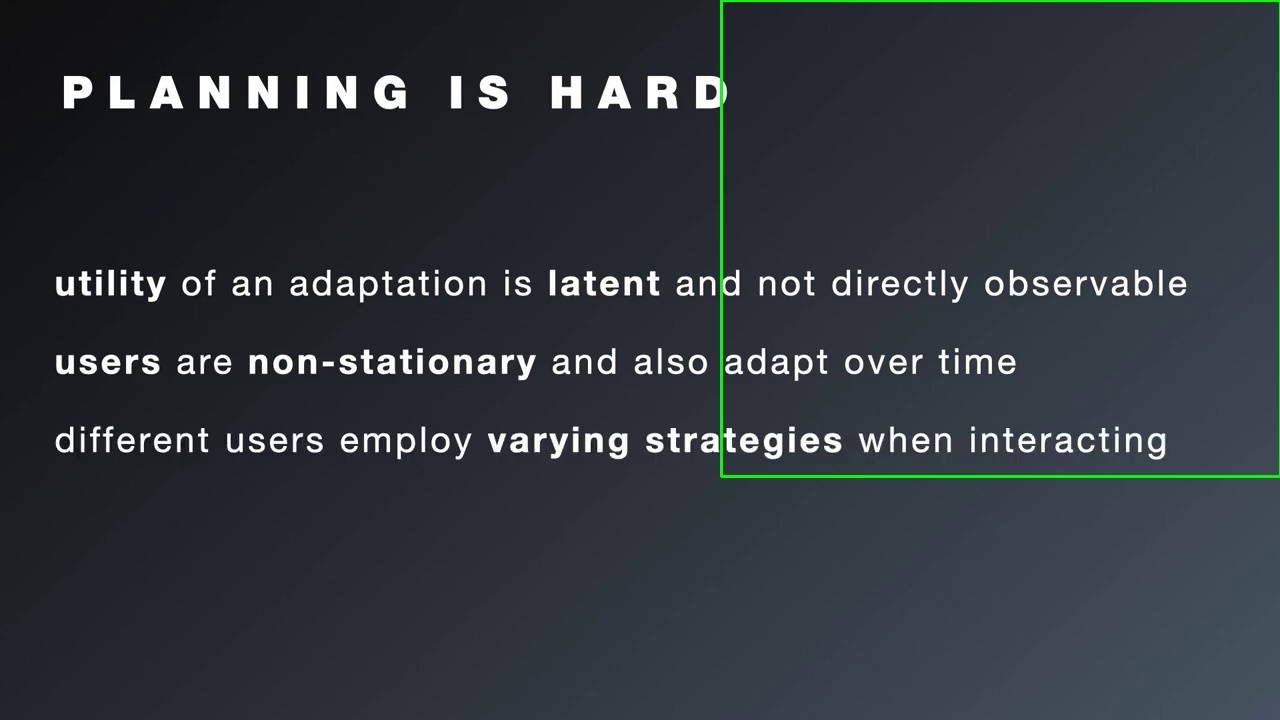 PLANNING IS HARD
utility of an adaptation is latent and not directly observable
users are non-stationary and also adapt over time
different users employ varying strategies when interacting